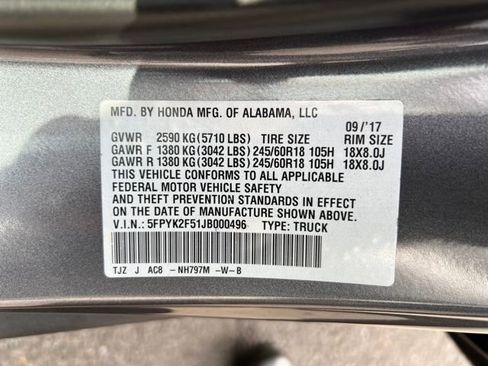 MFD. BY HONDA MFG. OF ALABAMA, LLC
09/'17
GVWR 2590 KG (5710 LBS) TIRE SIZE RIM SIZE
GAWR F 1380 KG (3042 LBS) 245/60R18 105H 18X8.0J
GAWR R 1380 KG (3042 LBS) 245/60R18 105H 18X8.0J
THIS VEHICLE CONFORMS TO ALL APPLICABLE
FEDERAL MOTOR VEHICLE SAFETY
AND THEFT PREVENTION STANDARDS IN EFFECT
ON THE DATE OF MANUFACTURE SHOWN ABOVE.
V.I.N.: 5FPYK2F51JB000496 TYPE: TRUCK
TJZ J AC8 -NH797M -W-B